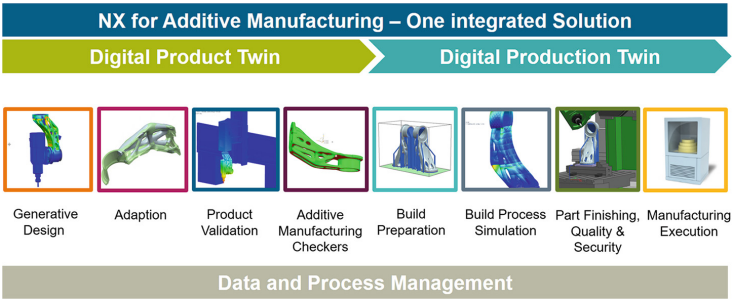 NX for Additive Manufacturing – One integrated Solution
Digital Product Twin
Digital Production Twin
Generative
Design
Adaption
Product
Validation
Additive
Manufacturing
Checkers
Build
Preparation
Build Process
Simulation
Part Finishing,
Quality &
Security
Manufacturing
Execution
Data and Process Management